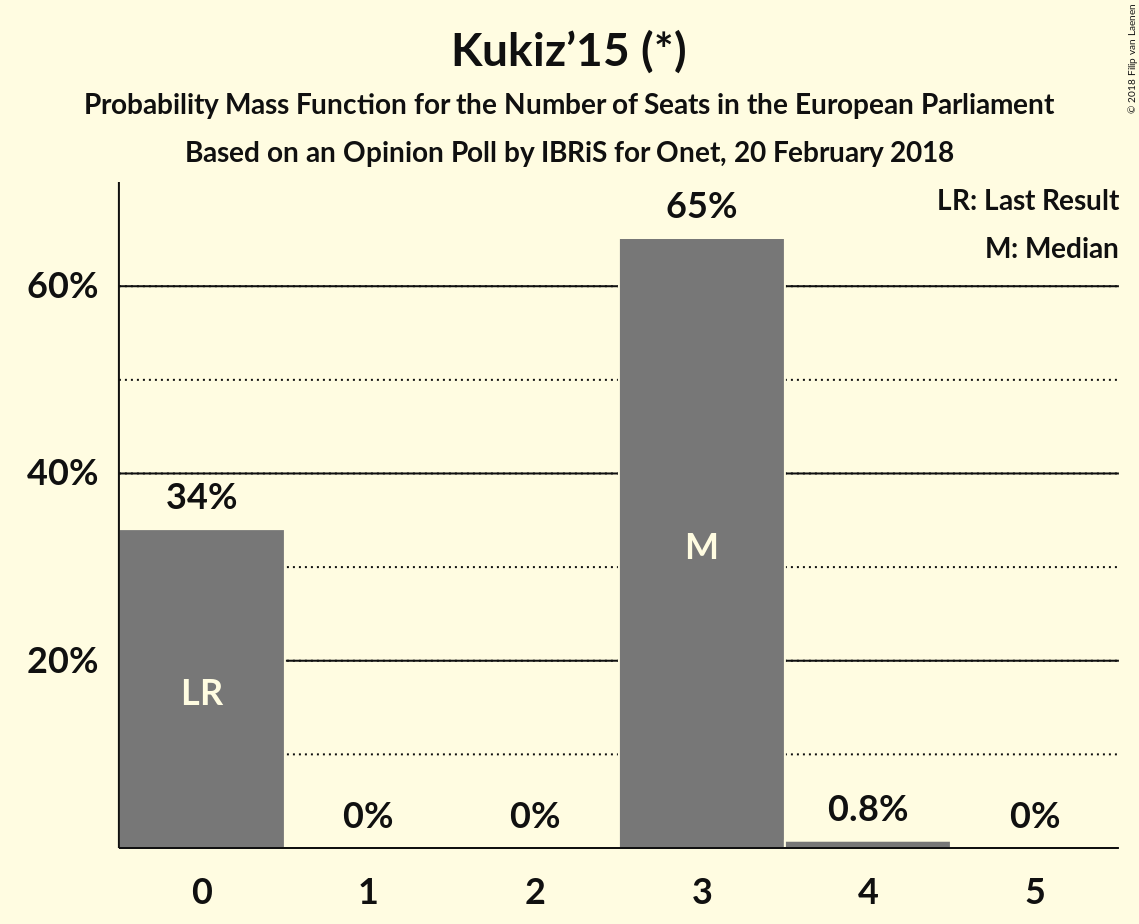 Kukiz’15 (*)
Probability Mass Function for the Number of Seats in the European Parliament
Based on an Opinion Poll by IBRiS for Onet, 20 February 2018
© 2018 Filip van Laenen
LR: Last Result
M: Median
65%
60%
40%
34%
M
20%
LR
0%
0%
0.8%
0%
0 1 2 3 4 5